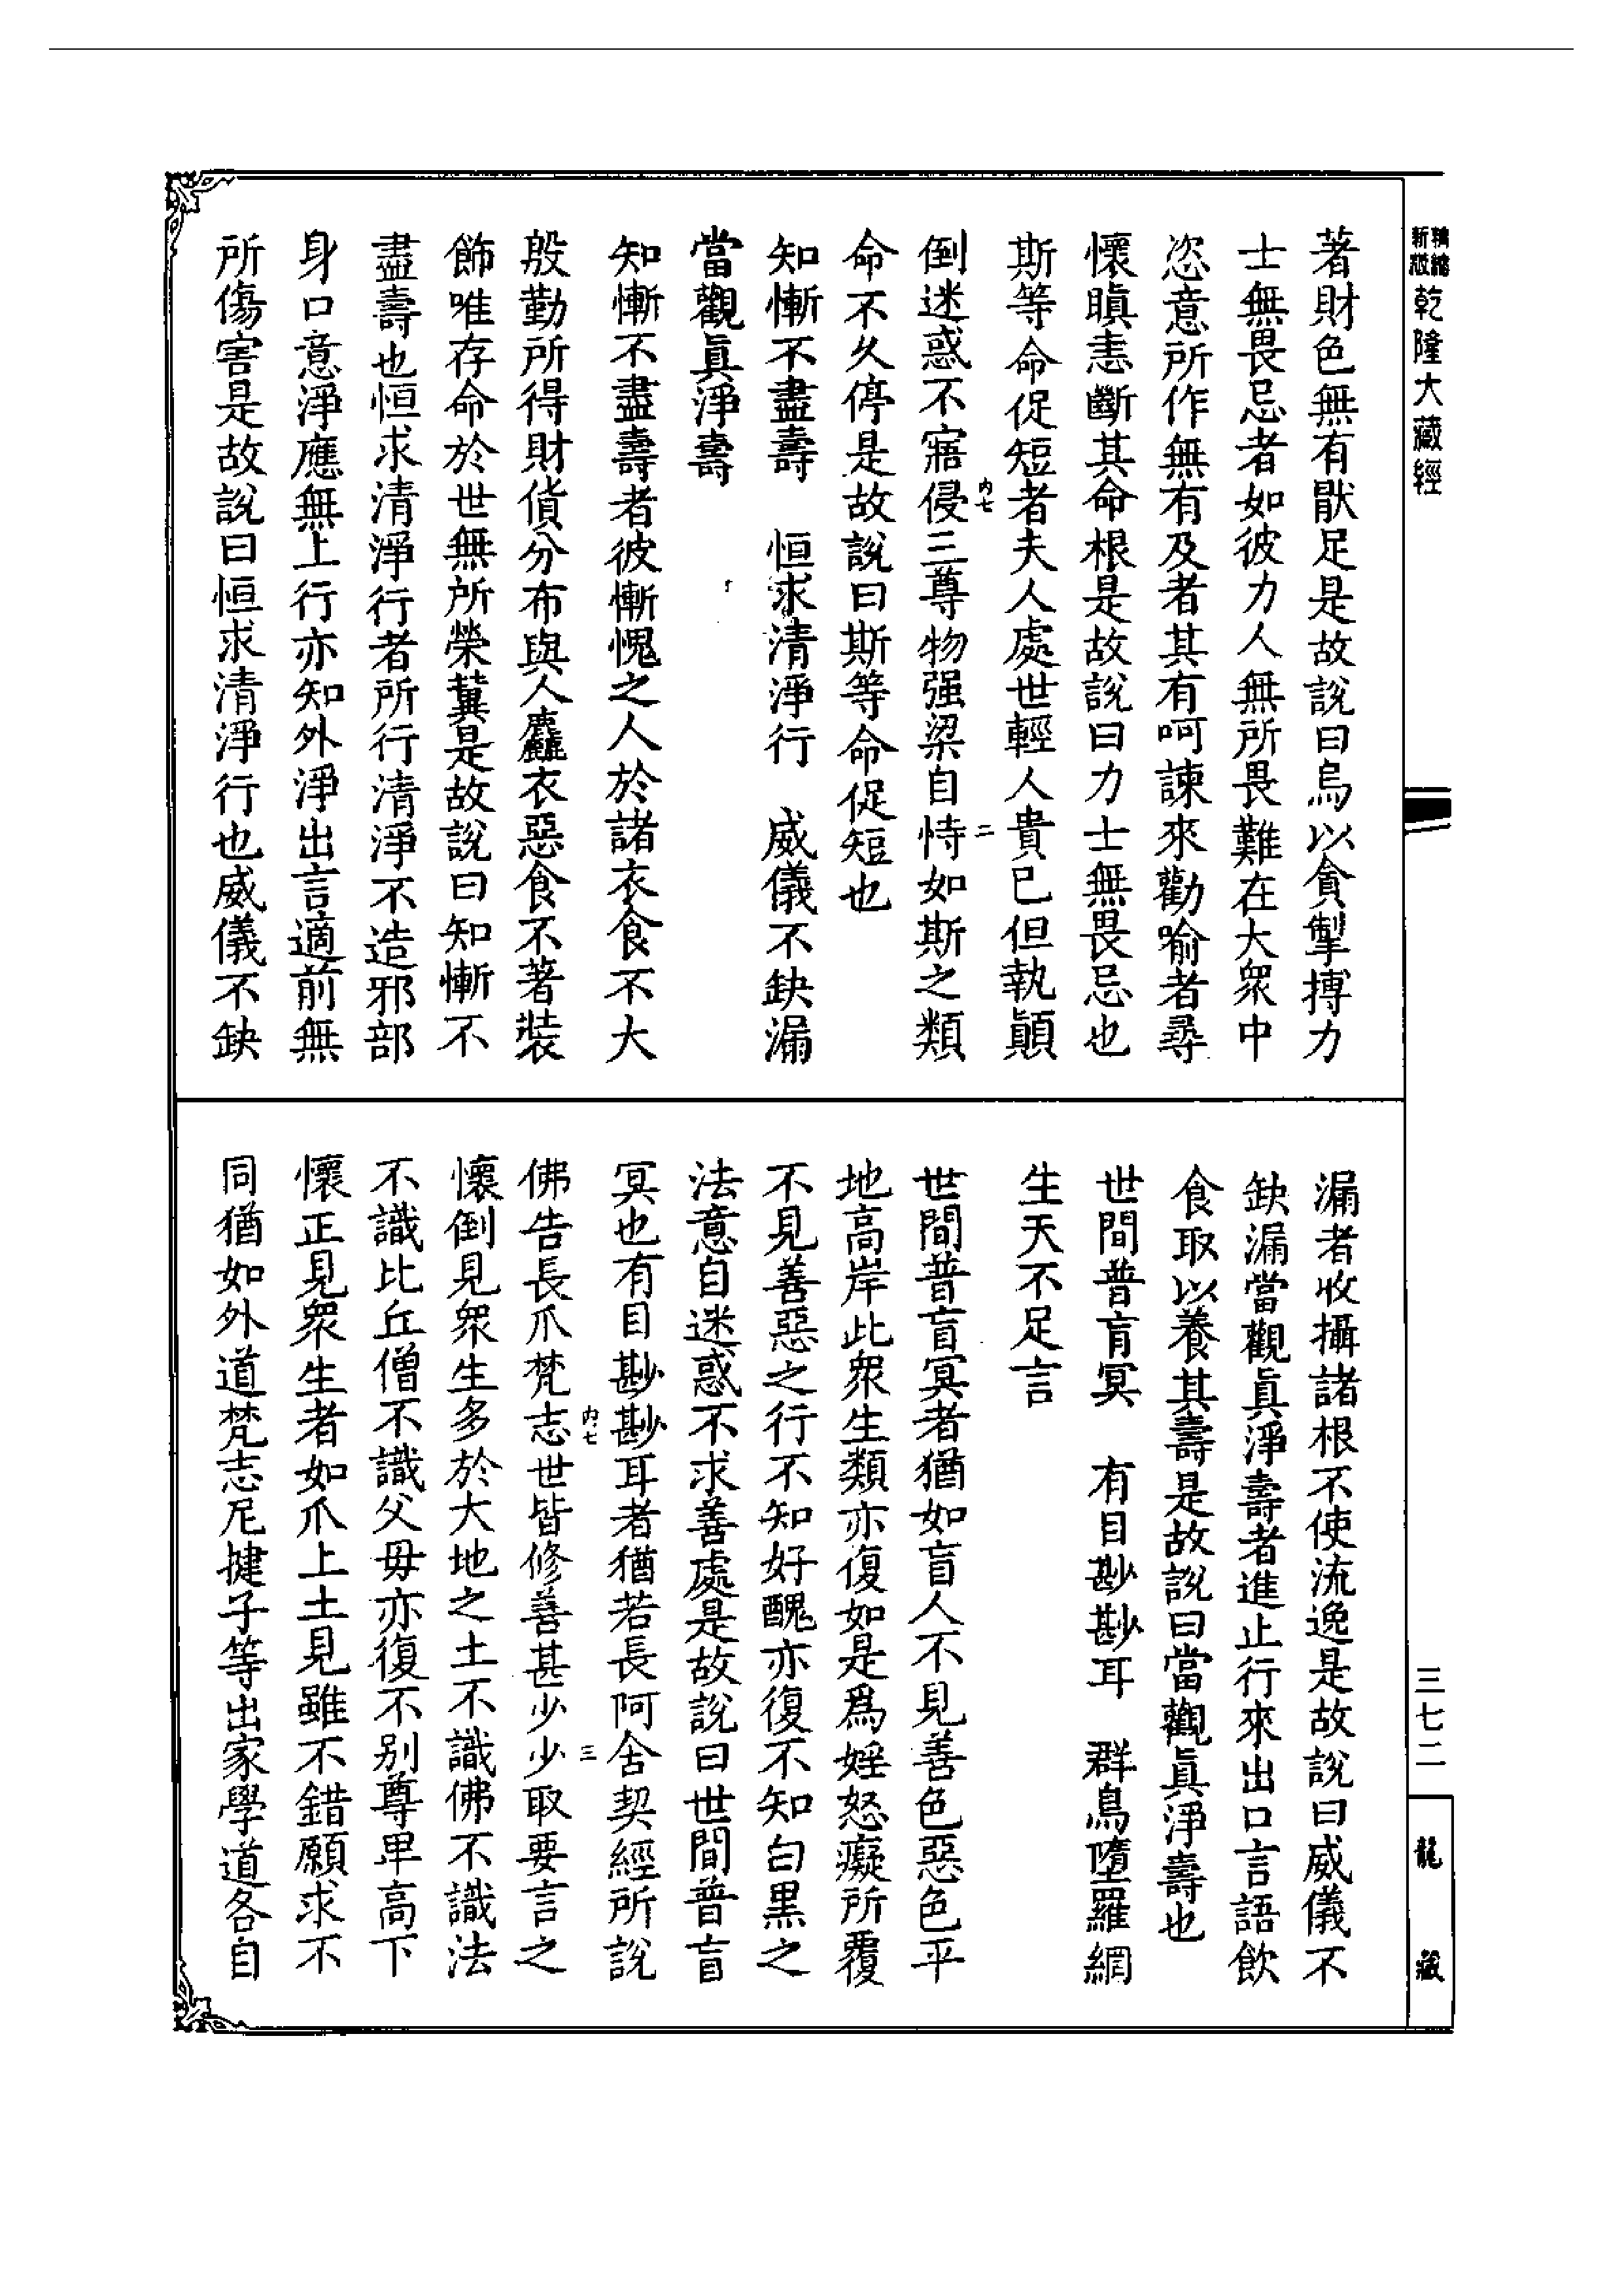 精縮新版乾隆大藏經
著財色無有猒足是故說曰烏以貪掣搏力
士無畏忌者如彼力人無所畏難在大衆中
恣意所作無有及者其有呵諫來勸喻者尋
懷瞋恚斷其命根是故說曰力士無畏忌也
斯等命促短者夫人處世輕人貴已但執顛
内七 二
倒迷惑不寤侵三尊物强梁自恃如斯之類
命不久停是故說曰斯等命促短也
知慚不盡壽 恒求清淨行 威儀不缺漏
當觀眞淨壽
知慚不盡壽者彼慚愧之人於諸衣食不大
殷勤所得財貨分布與人麤衣惡食不著裝
飾唯存命於世無所榮冀是故說曰知慚不
盡壽也恒求清淨行者所行清淨不造邪部
身口意淨應無上行亦知外淨出言適前無
所傷害是故說曰恒求清淨行也威儀不缺
漏者收攝諸根不使流逸是故說曰威儀不
缺漏當觀眞淨壽者進止行來出口言語飲
食取以養其壽是故說曰當觀眞淨壽也
世間普盲冥 有目尠尠耳 群鳥墮羅網
生天不足言
世間普盲冥者猶如盲人不見善色惡色平
地高岸此衆生類亦復如是爲婬怒癡所覆
不見善惡之行不知好醜亦復不知白黑之
法意自迷惑不求善處是故說曰世間普盲
冥也有目尠尠耳者猶若長阿含契經所說
内七 三
佛告長爪梵志世皆修善甚少少取要言之
懷倒見衆生多於大地之土不識佛不識法
不識比丘僧不識父母亦復不别尊卑高下
懷正見衆生者如爪上土見雖不錯願求不
同猶如外道梵志尼揵子等出家學道各自
三七二
龍藏